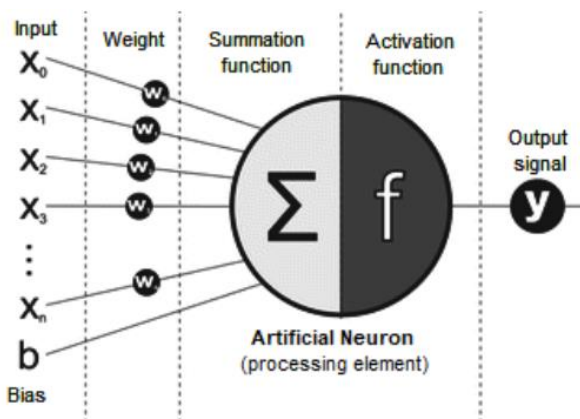 Input
Weight
Summation function
Activation function
X0
X1
X2
X3
⋮
Xn
b
Bias
W
W
W
W
W
Σ
f
Output signal
y
Artificial Neuron
(processing element)